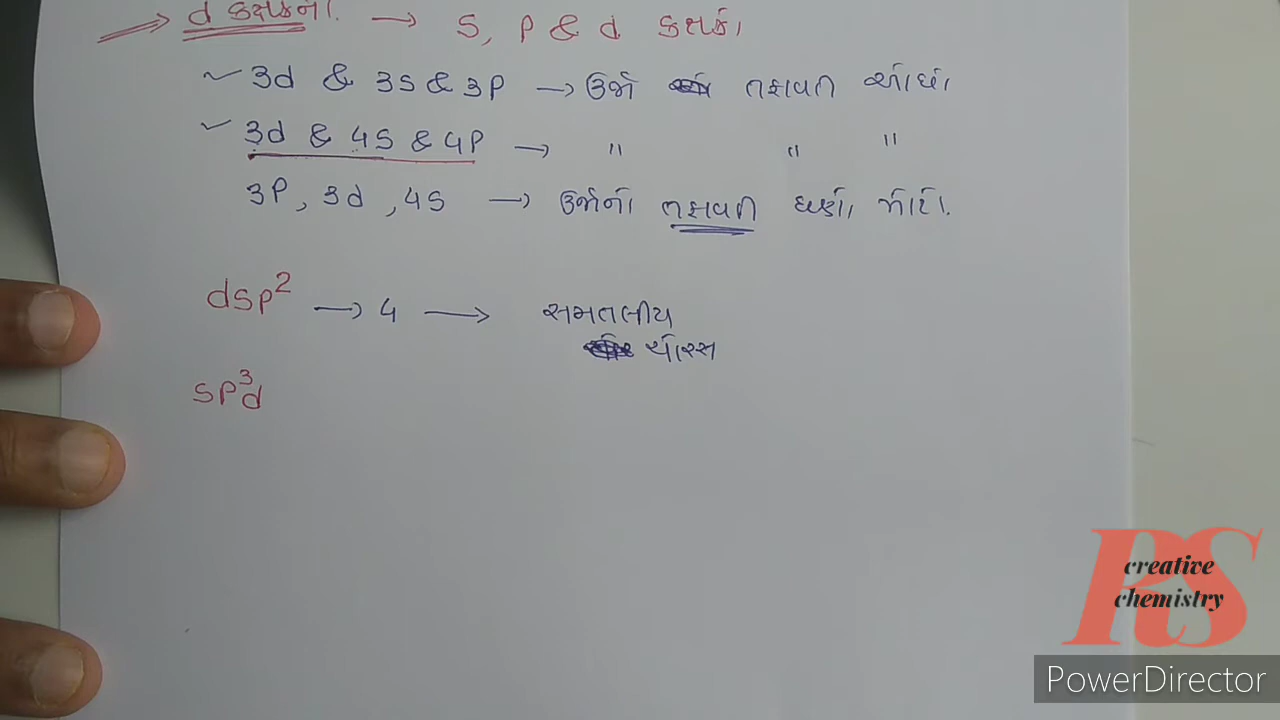 d કક્ષકના → s, p & d કક્ષકો
✓ 3d & 3s & 3p → ઉર્જા તફાવત ઓછો
✓ 3d & 4s & 4p → " " "
3p, 3d, 4s → ઉર્જાનો તફાવત ઘણો મોટો.
dsp² → 4 → સમતલીય
ચોરસ
sp³d
creative
chemistry
RS
PowerDirector